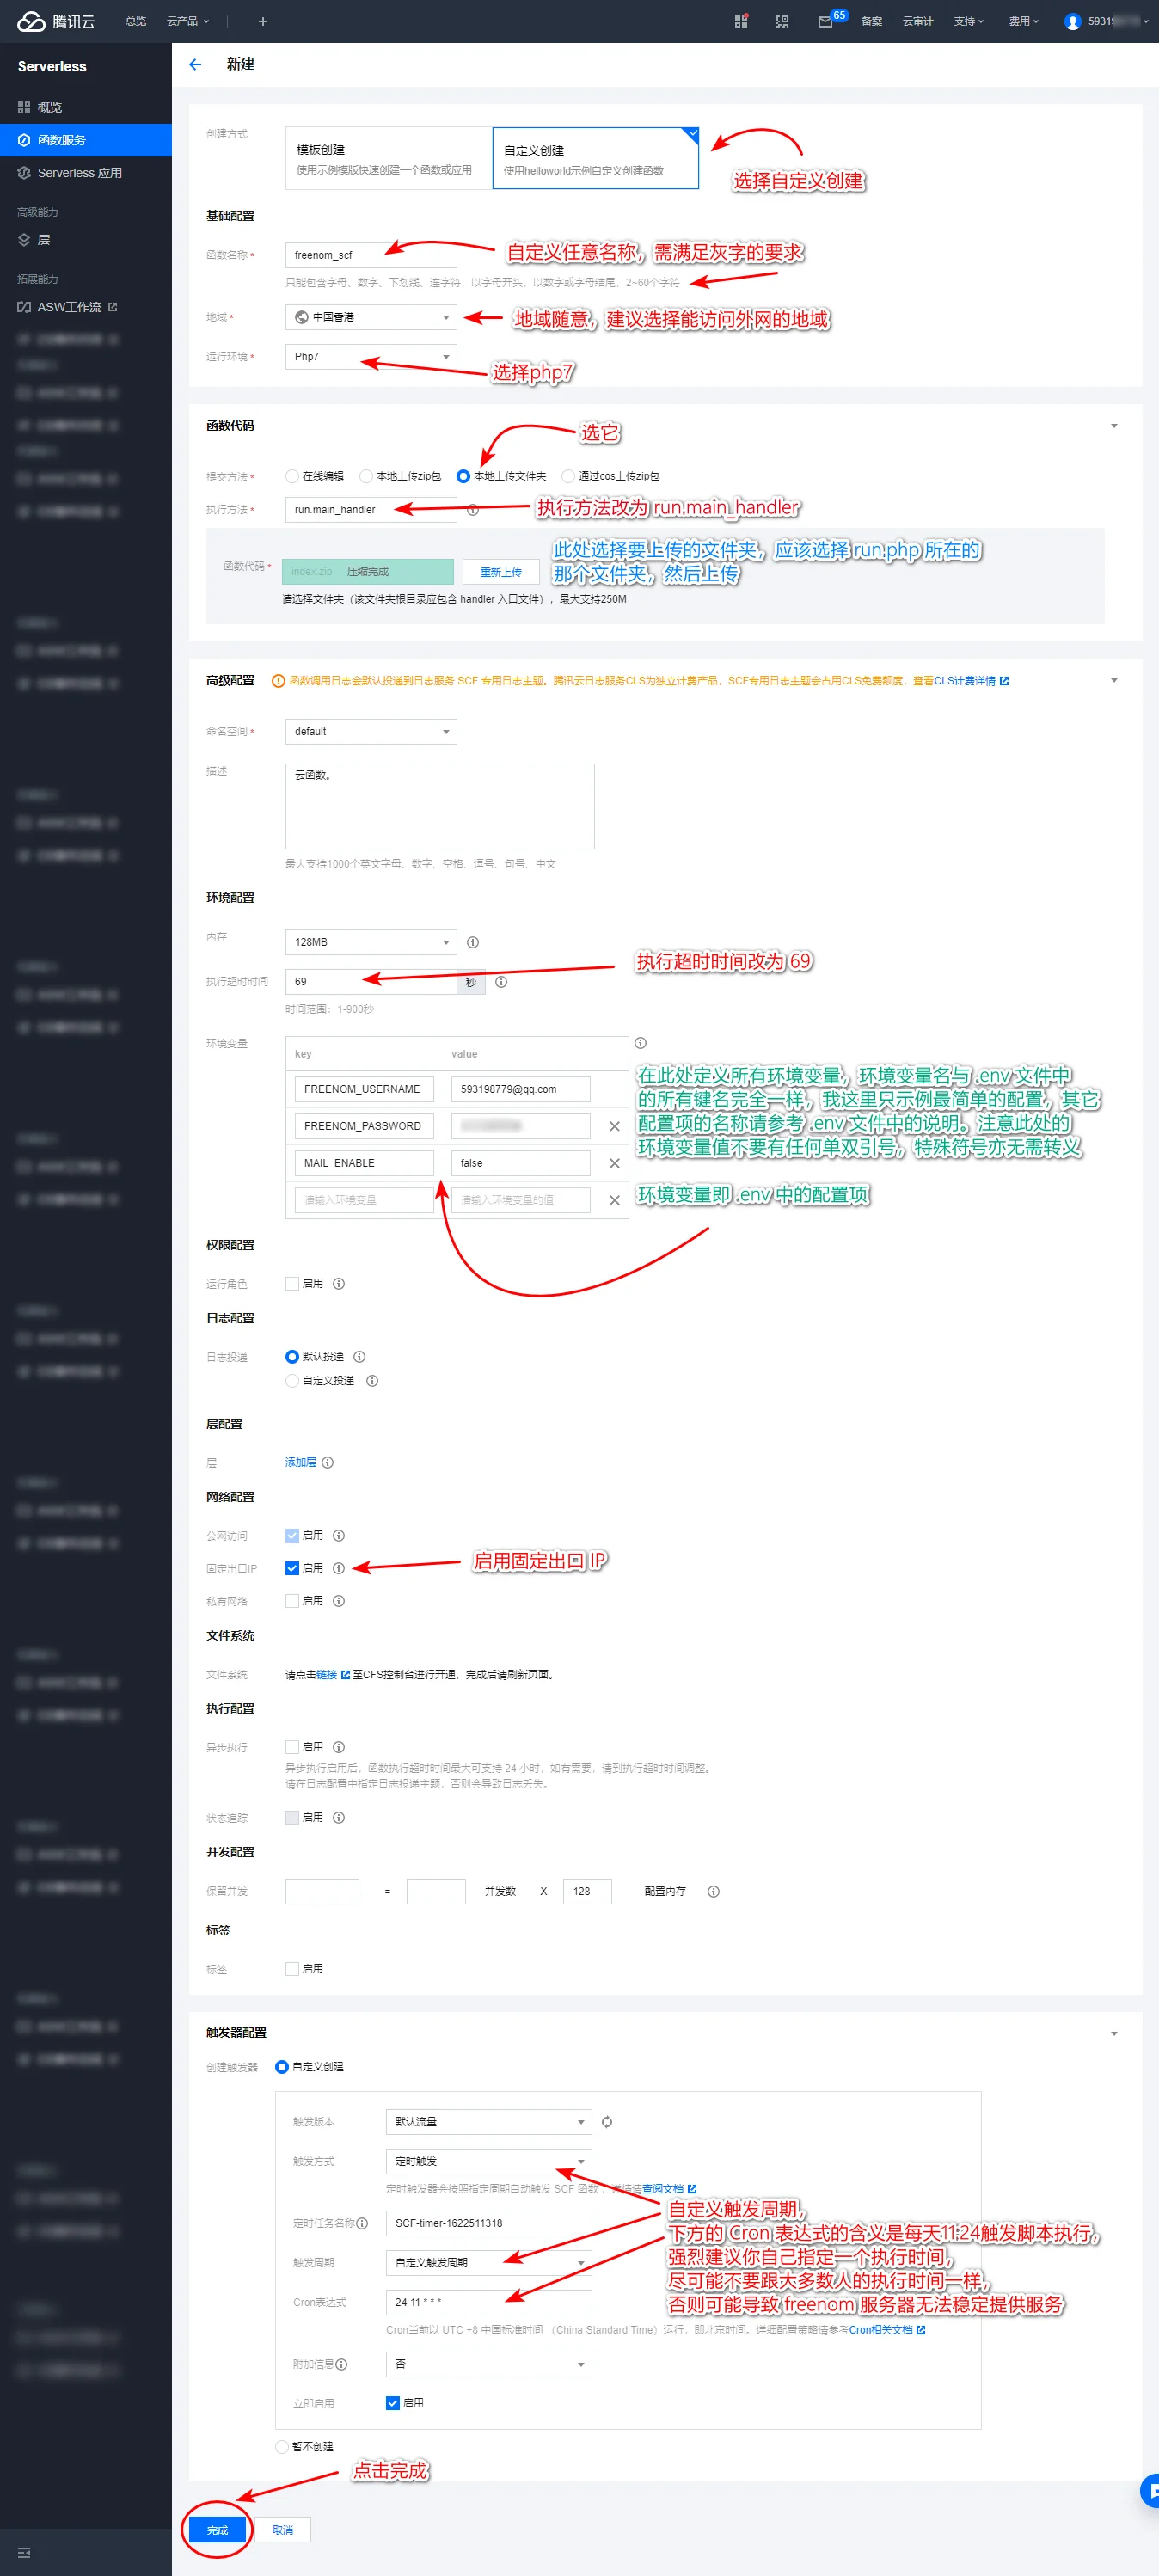 腾讯云 总览 云产品 + 65 备案 云审计 支持 费用 5931
Serverless
新建
概览
函数服务
Serverless 应用
高级能力
层
拓展能力
ASW工作流
创建方式
模板创建
使用示例模版快速创建一个函数或应用
自定义创建
使用helloworld示例自定义创建函数
选择自定义创建
基础配置
函数名称* freenom_scf
自定义任意名称，需满足灰字的要求
只能包含字母、数字、下划线、连字符，以字母开头，以数字或字母结尾，2~60个字符
地域* 中国香港
地域随意，建议选择能访问外网的地域
运行环境* Php7
选择php7
函数代码
选它
提交方法* 在线编辑 本地上传zip包 本地上传文件夹 通过cos上传zip包
执行方法* run.main_handler
执行方法改为 run.main_handler
此处选择要上传的文件夹，应该选择 run.php 所在的
那个文件夹，然后上传
函数代码* index.zip 压缩完成 重新上传
请选择文件夹（该文件夹根目录应包含 handler 入口文件），最大支持250M
高级配置 函数调用日志会默认投递到日志服务 SCF 专用日志主题。腾讯云日志服务CLS为独立计费产品，SCF专用日志主题会占用CLS免费额度，查看CLS计费详情
命名空间* default
描述 云函数。
最大支持1000个英文字母、数字、空格、逗号、句号、中文
环境配置
内存 128MB
执行超时时间改为 69
执行超时时间 69 秒
时间范围：1-900秒
环境变量
key value
FREENOM_USERNAME 593198779@qq.com
FREENOM_PASSWORD
MAIL_ENABLE false
请输入环境变量 请输入环境变量的值
在此处定义所有环境变量，环境变量名与 .env 文件中
的所有键名完全一样，我这里只示例最简单的配置，其它
配置项的名称请参考 .env 文件中的说明。注意此处的
环境变量值不要有任何单双引号，特殊符号亦无需转义
环境变量即 .env 中的配置项
权限配置
运行角色 启用
日志配置
日志投递 默认投递
自定义投递
层配置
层 添加层
网络配置
公网访问 启用
固定出口IP 启用
启用固定出口 IP
私有网络 启用
文件系统
文件系统 请点击链接 至CFS控制台进行开通，完成后请刷新页面。
执行配置
异步执行 启用
异步执行启用后，函数执行超时时间最大可支持 24 小时，如有需要，请到执行超时时间调整。
请在日志配置中指定日志投递主题，否则会导致日志丢失。
状态追踪 启用
并发配置
保留并发 = 并发数 X 128 配置内存
标签
标签 启用
触发器配置
创建触发器 自定义创建
触发版本 默认流量
触发方式 定时触发
定时触发器会按照指定周期自动触发 SCF 函数，详情请查阅文档
定时任务名称 SCF-timer-1622511318
触发周期 自定义触发周期
Cron表达式 24 11 * * *
自定义触发周期，
下方的 Cron 表达式的含义是每天11:24触发脚本执行，
强烈建议你自己指定一个执行时间，
尽可能不要跟大多数人的执行时间一样，
否则可能导致 freenom 服务器无法稳定提供服务
Cron当前以 UTC +8 中国标准时间 （China Standard Time）运行，即北京时间。详细配置策略请参考Cron相关文档
附加信息 否
立即启用 启用
暂不创建
点击完成
完成 取消